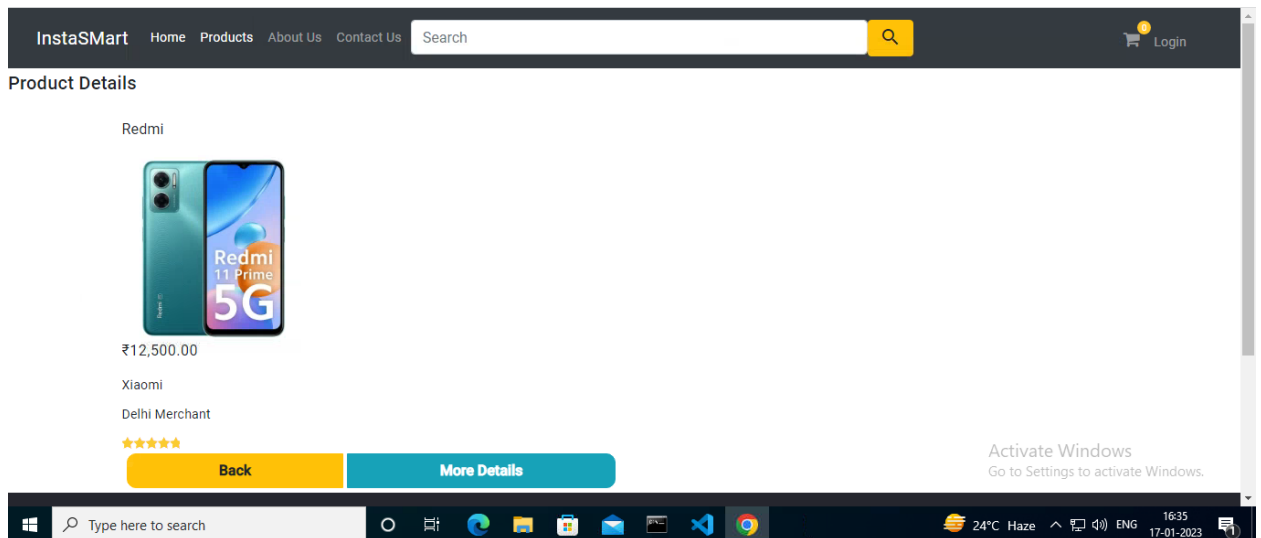 InstaSMart Home Products About Us Contact Us Search 0 Login
Product Details
Redmi
Redmi
11 Prime
5G
Redmi
₹12,500.00
Xiaomi
Delhi Merchant
Back More Details
Activate Windows
Go to Settings to activate Windows.
Type here to search 24°C Haze ENG 16:35
17-01-2023 1